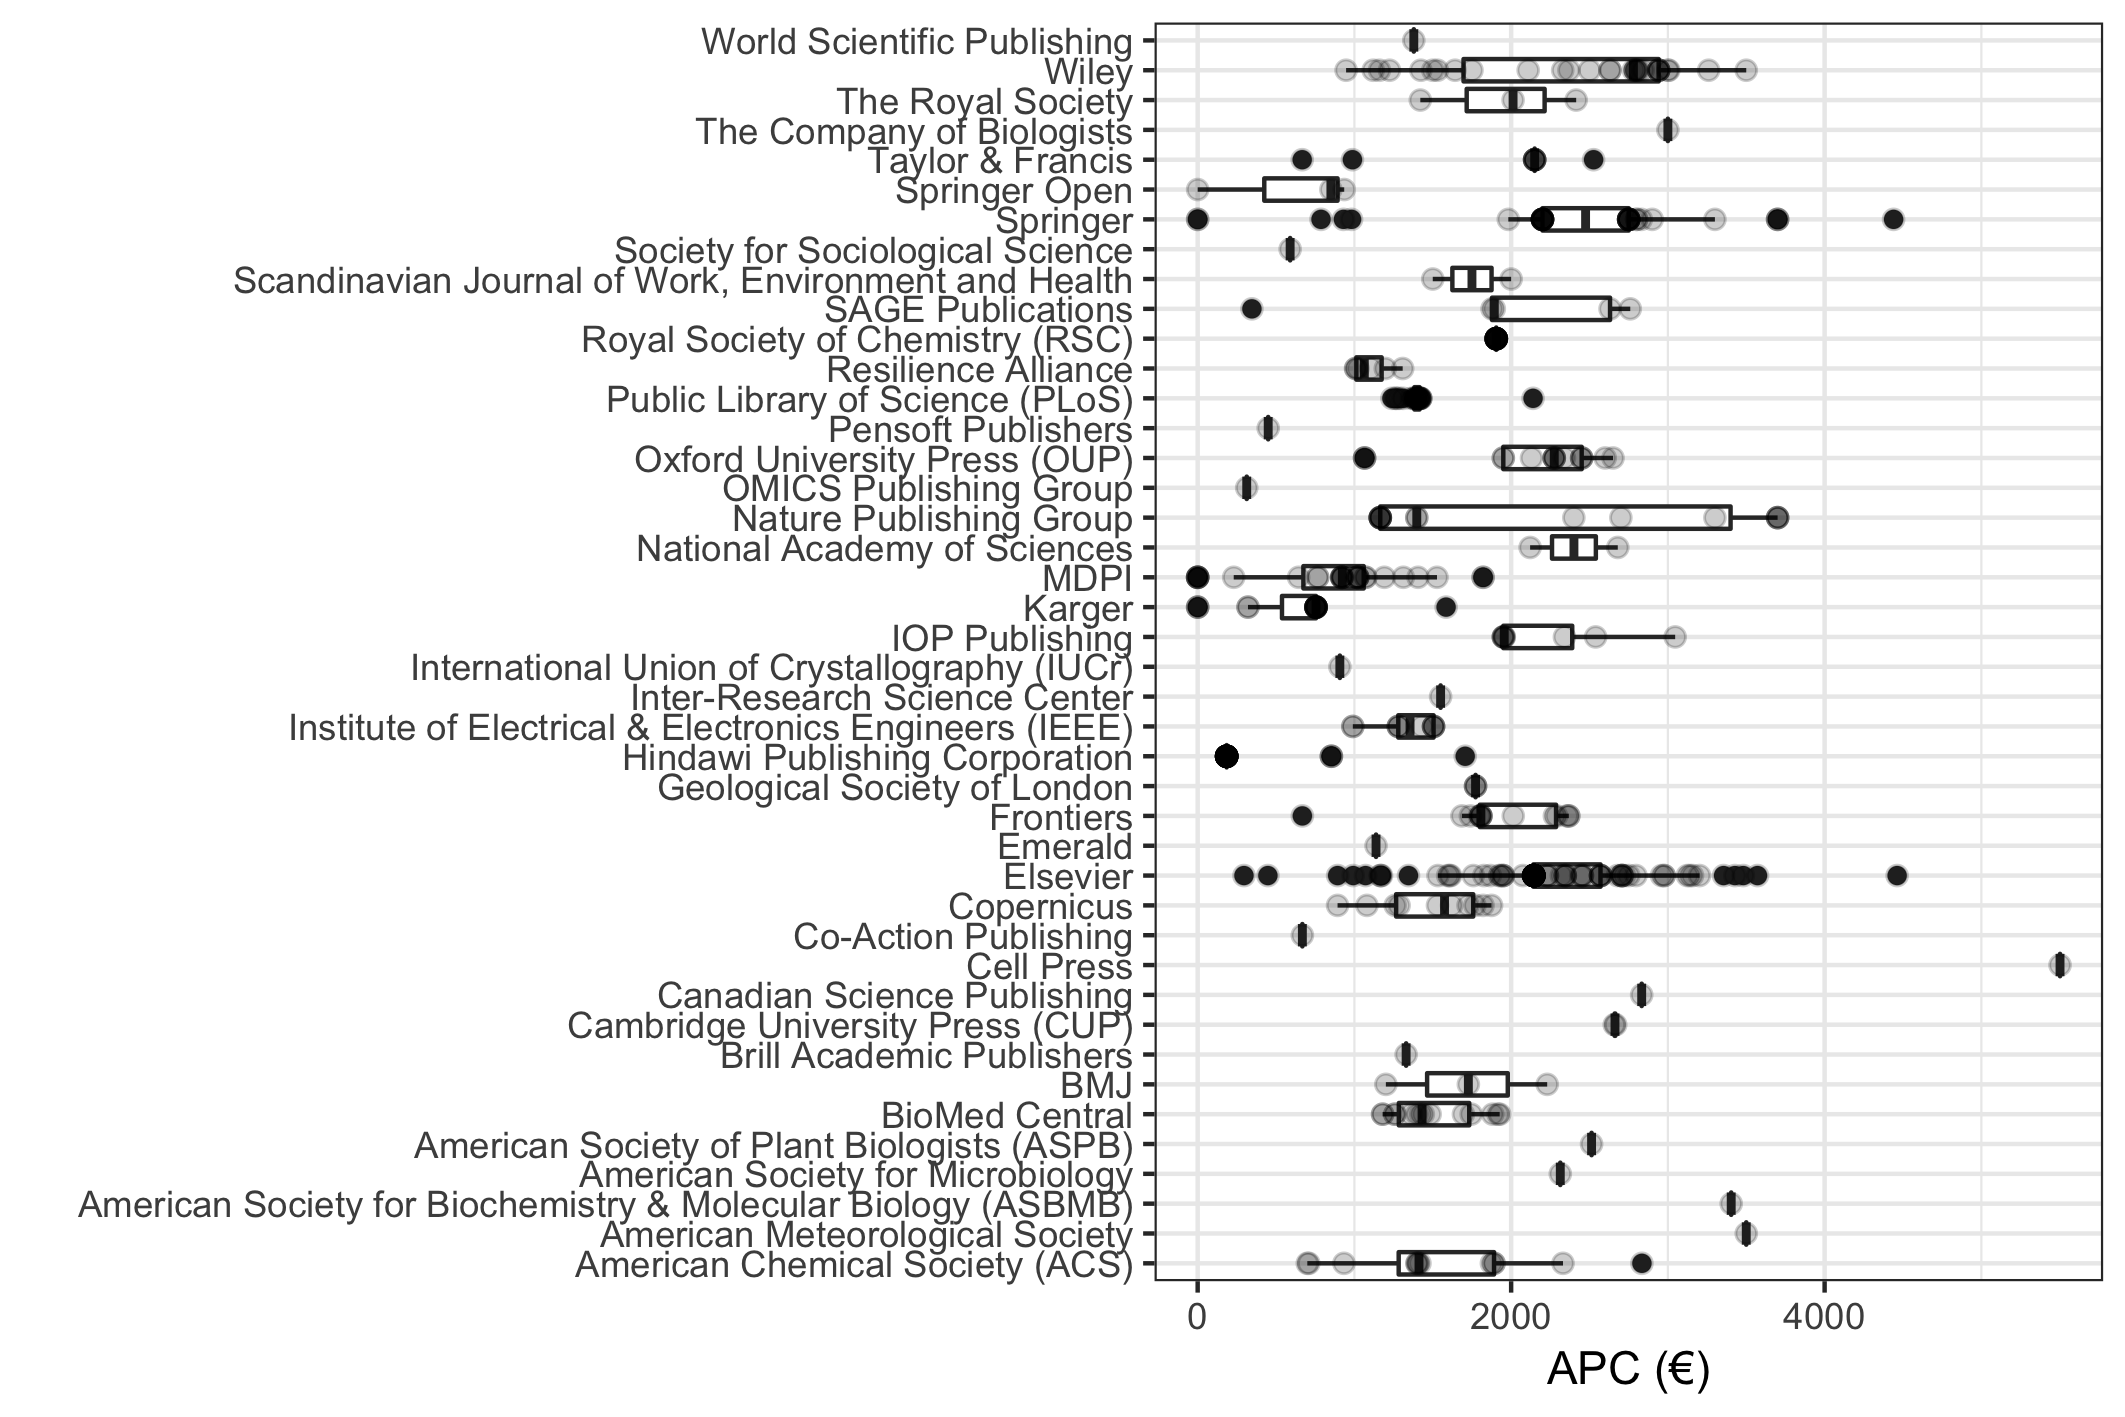 World Scientific Publishing
Wiley
The Royal Society
The Company of Biologists
Taylor & Francis
Springer Open
Springer
Society for Sociological Science
Scandinavian Journal of Work, Environment and Health
SAGE Publications
Royal Society of Chemistry (RSC)
Resilience Alliance
Public Library of Science (PLoS)
Pensoft Publishers
Oxford University Press (OUP)
OMICS Publishing Group
Nature Publishing Group
National Academy of Sciences
MDPI
Karger
IOP Publishing
International Union of Crystallography (IUCr)
Inter-Research Science Center
Institute of Electrical & Electronics Engineers (IEEE)
Hindawi Publishing Corporation
Geological Society of London
Frontiers
Emerald
Elsevier
Copernicus
Co-Action Publishing
Cell Press
Canadian Science Publishing
Cambridge University Press (CUP)
Brill Academic Publishers
BMJ
BioMed Central
American Society of Plant Biologists (ASPB)
American Society for Microbiology
American Society for Biochemistry & Molecular Biology (ASBMB)
American Meteorological Society
American Chemical Society (ACS)
0 2000 4000
APC (€)